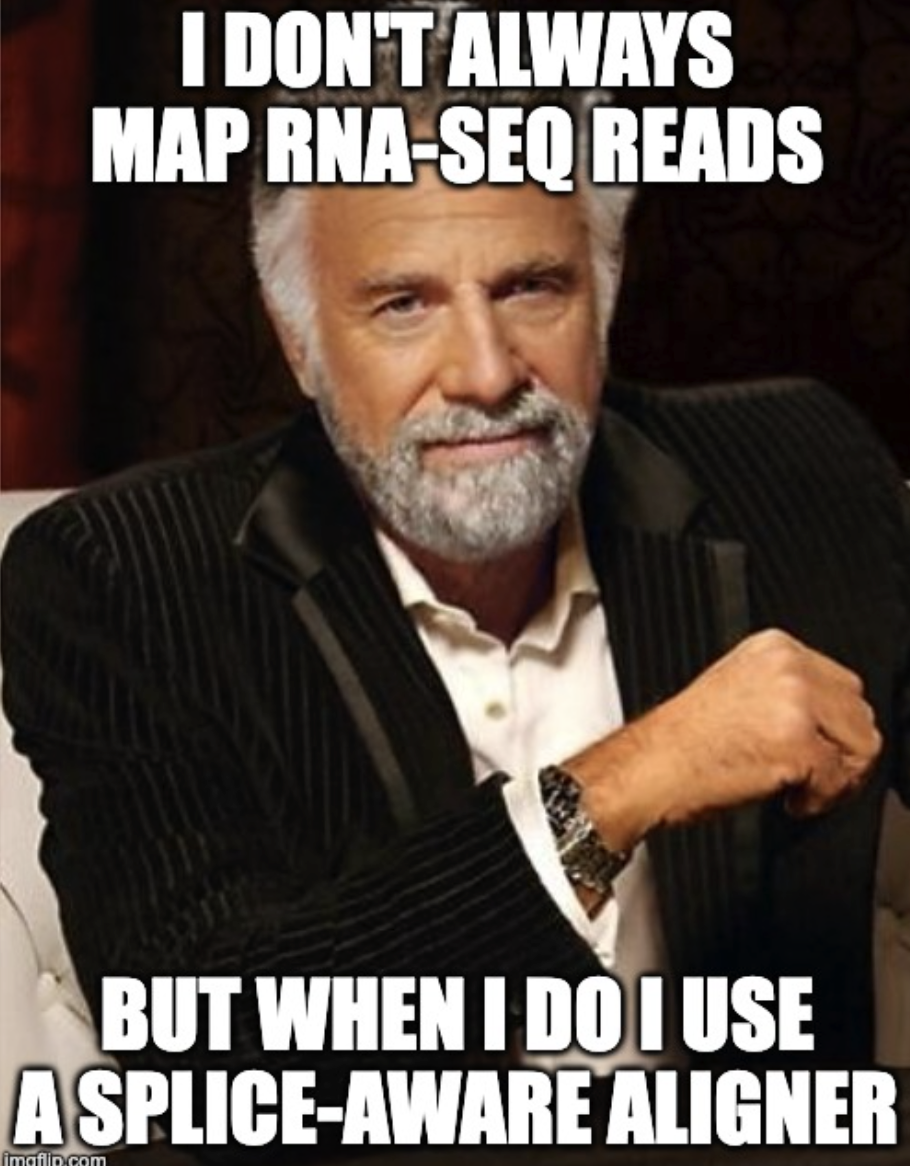 I DON'T ALWAYS
MAP RNA-SEQ READS
BUT WHEN I DO I USE
A SPLICE-AWARE ALIGNER
imgflip.com